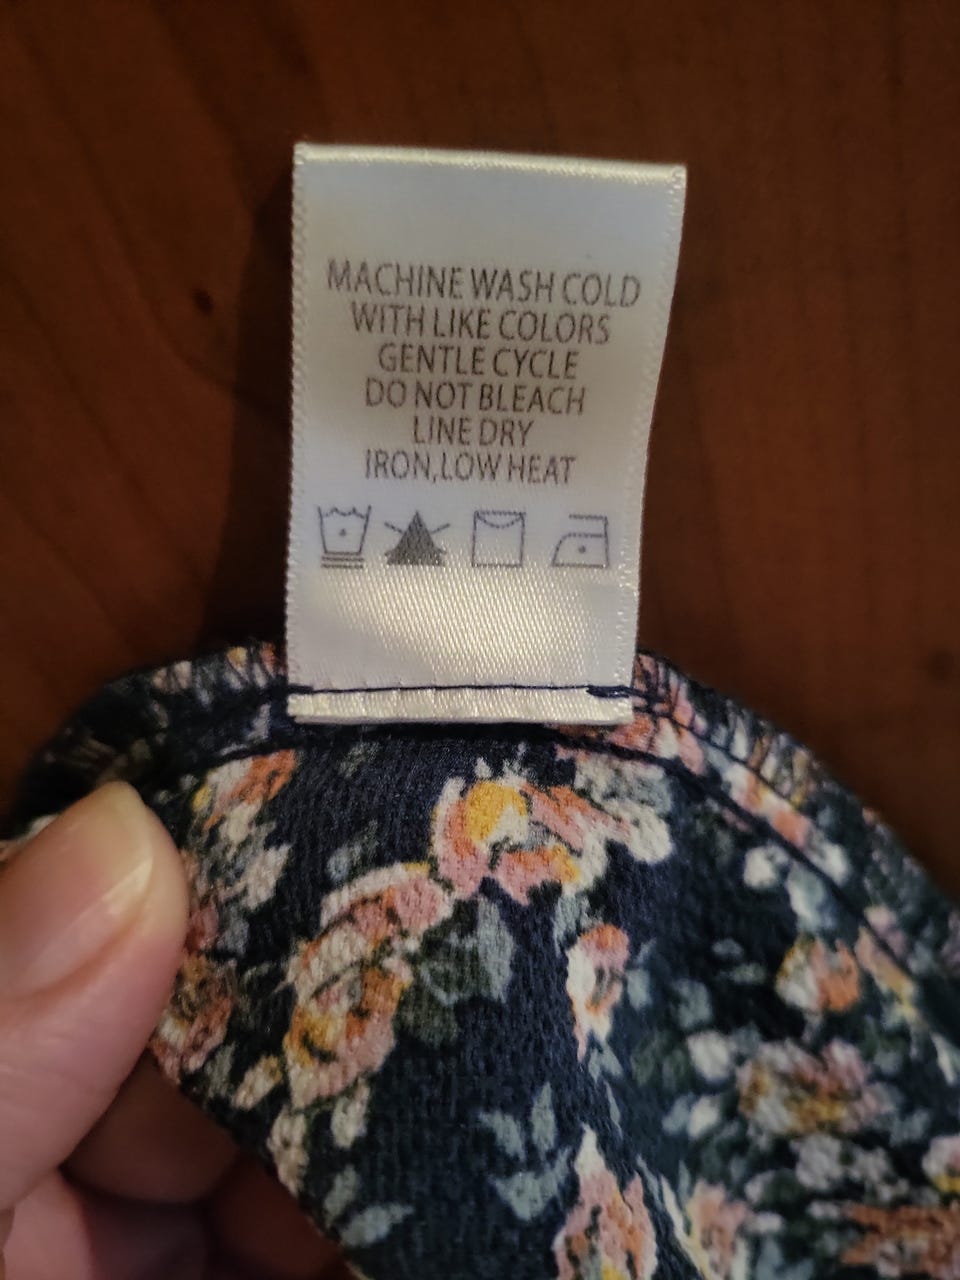 MACHINE WASH COLD
WITH LIKE COLORS
GENTLE CYCLE
DO NOT BLEACH
LINE DRY
IRON,LOW HEAT